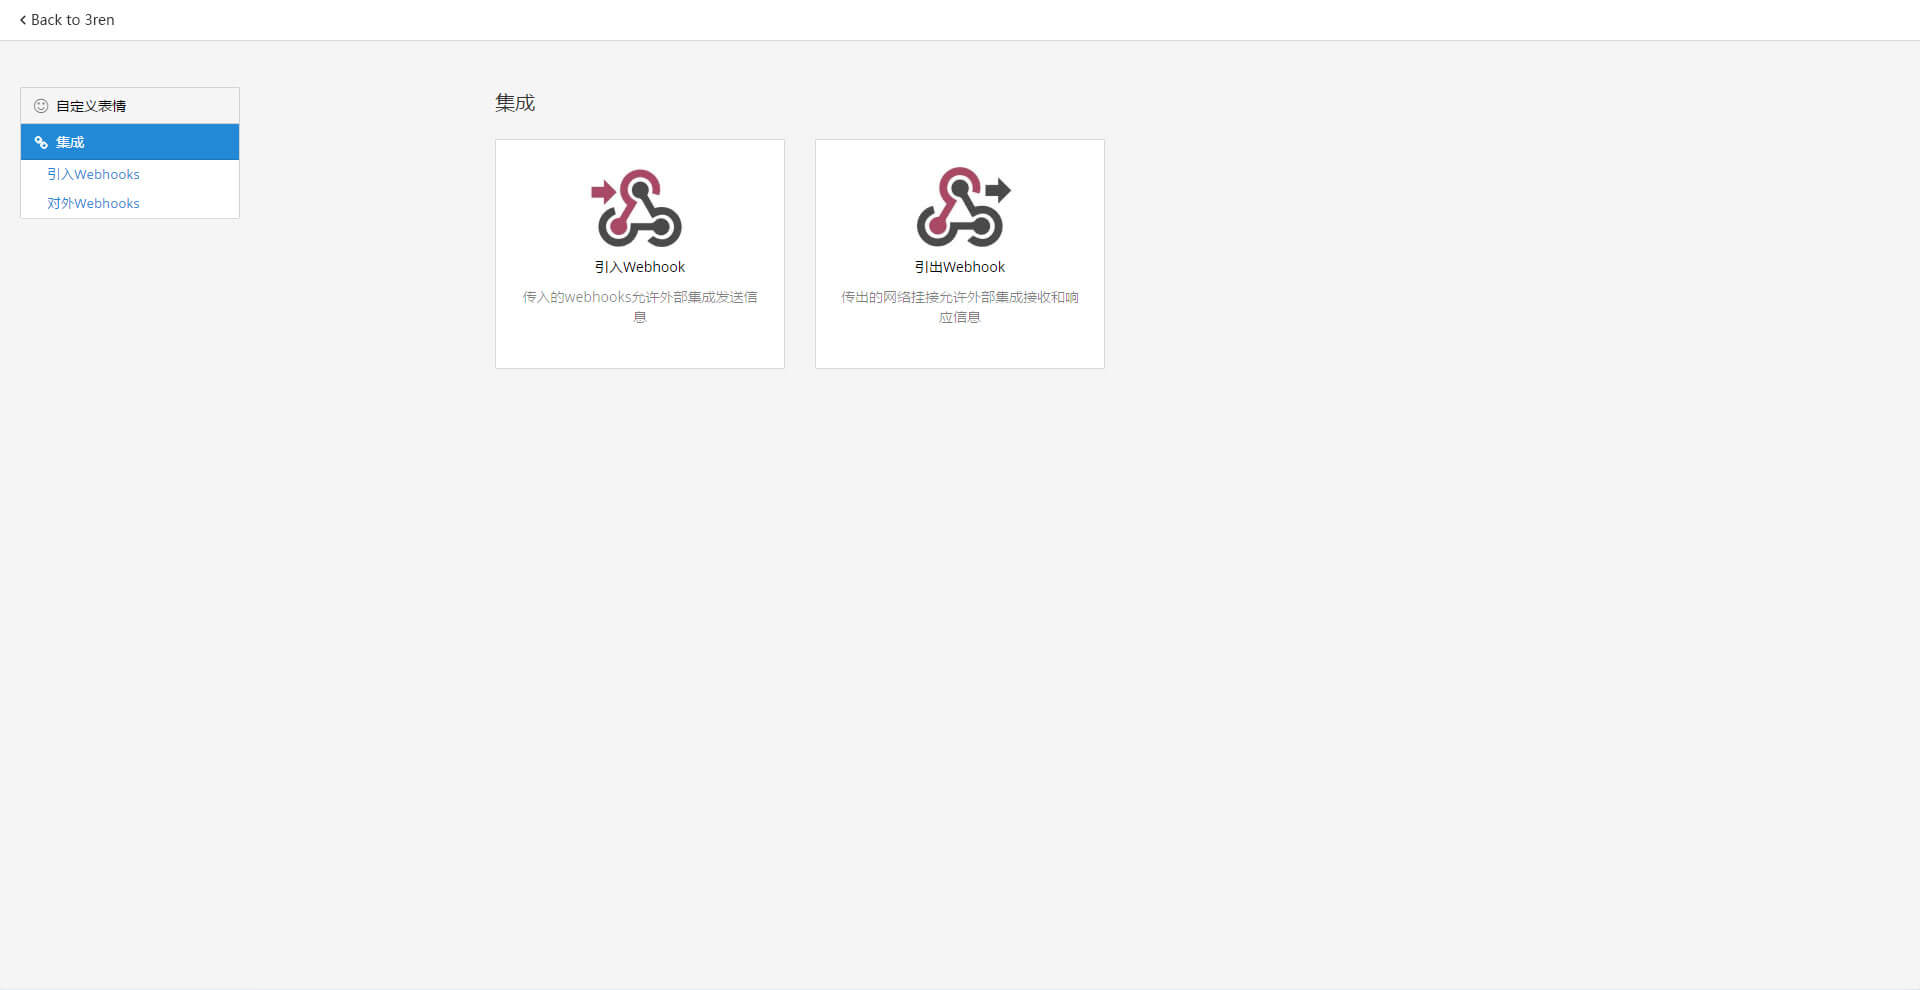 Back to 3ren
自定义表情
集成
引入Webhooks
对外Webhooks
集成
引入Webhook
传入的webhooks允许外部集成发送信
息
引出Webhook
传出的网络挂接允许外部集成接收和响
应信息